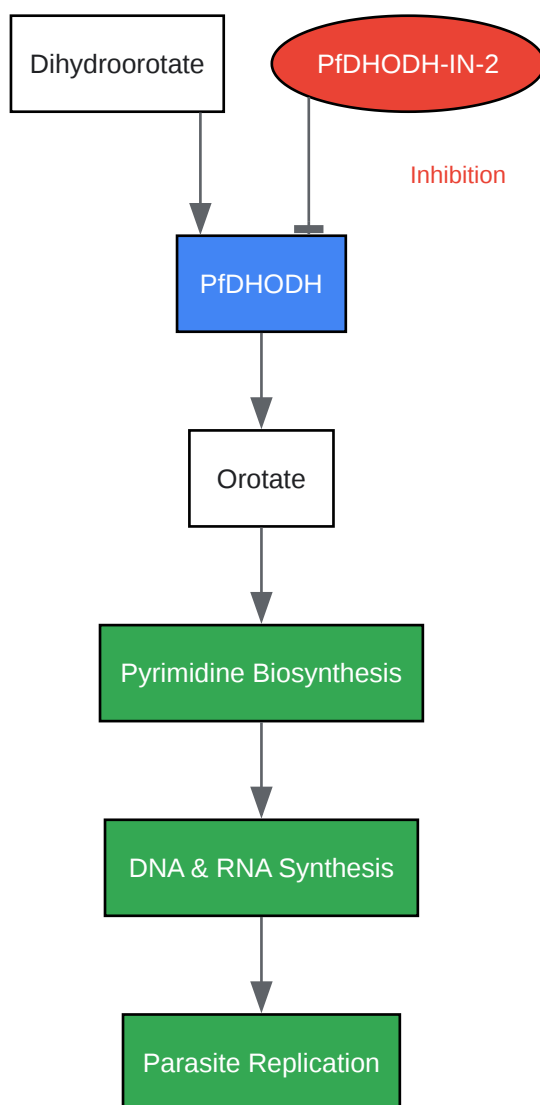 Dihydroorotate
PfDHODH-IN-2
Inhibition
PfDHODH
Orotate
Pyrimidine Biosynthesis
DNA & RNA Synthesis
Parasite Replication